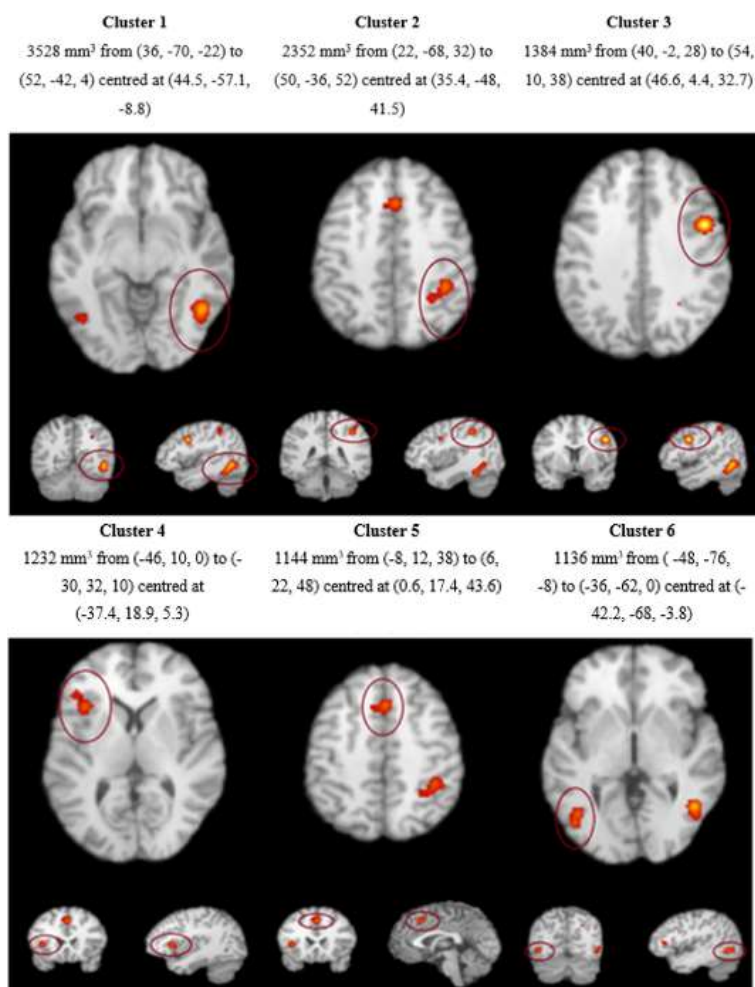 Cluster 1
3528 mm³ from (36, -70, -22) to
(52, -42, 4) centred at (44.5, -57.1,
-8.8)
Cluster 2
2352 mm³ from (22, -68, 32) to
(50, -36, 52) centred at (35.4, -48,
41.5)
Cluster 3
1384 mm³ from (40, -2, 28) to (54,
10, 38) centred at (46.6, 4.4, 32.7)
Cluster 4
1232 mm³ from (-46, 10, 0) to (-
30, 32, 10) centred at
(-37.4, 18.9, 5.3)
Cluster 5
1144 mm³ from (-8, 12, 38) to (6,
22, 48) centred at (0.6, 17.4, 43.6)
Cluster 6
1136 mm³ from ( -48, -76,
-8) to (-36, -62, 0) centred at (-
42.2, -68, -3.8)